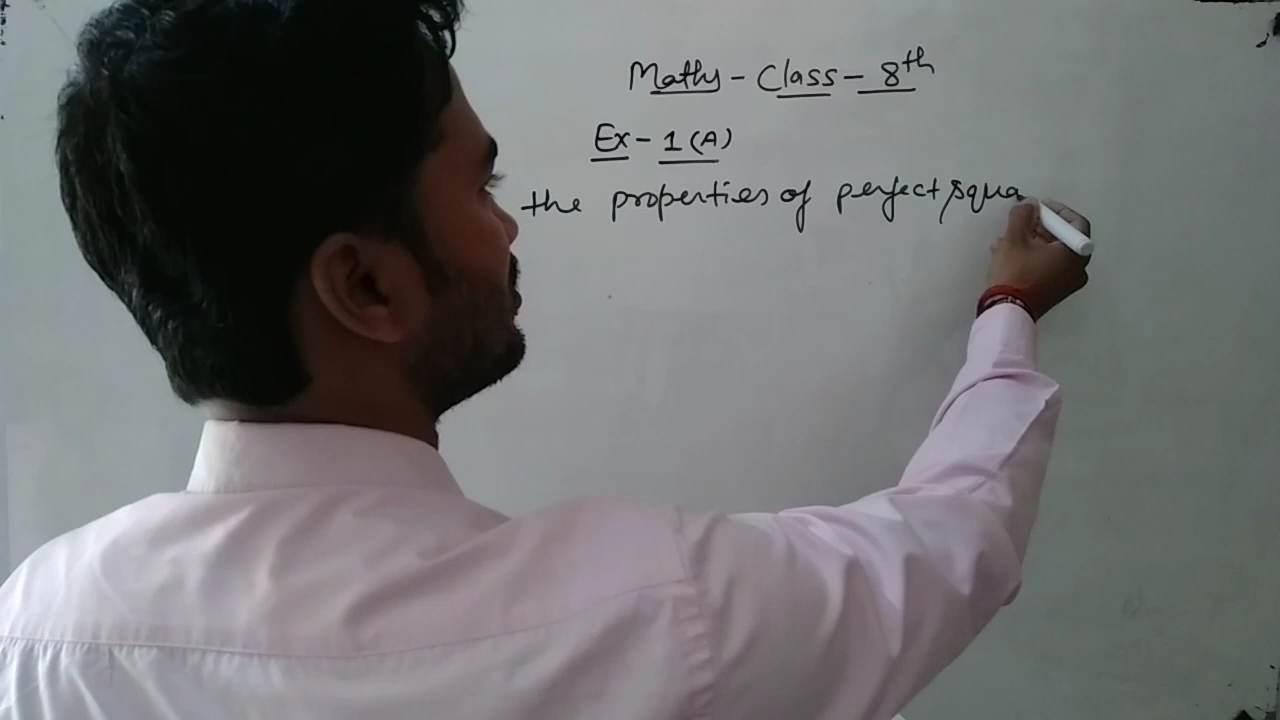 Maths - Class - 8th
Ex - 1 (A)
the properties of perfect squa